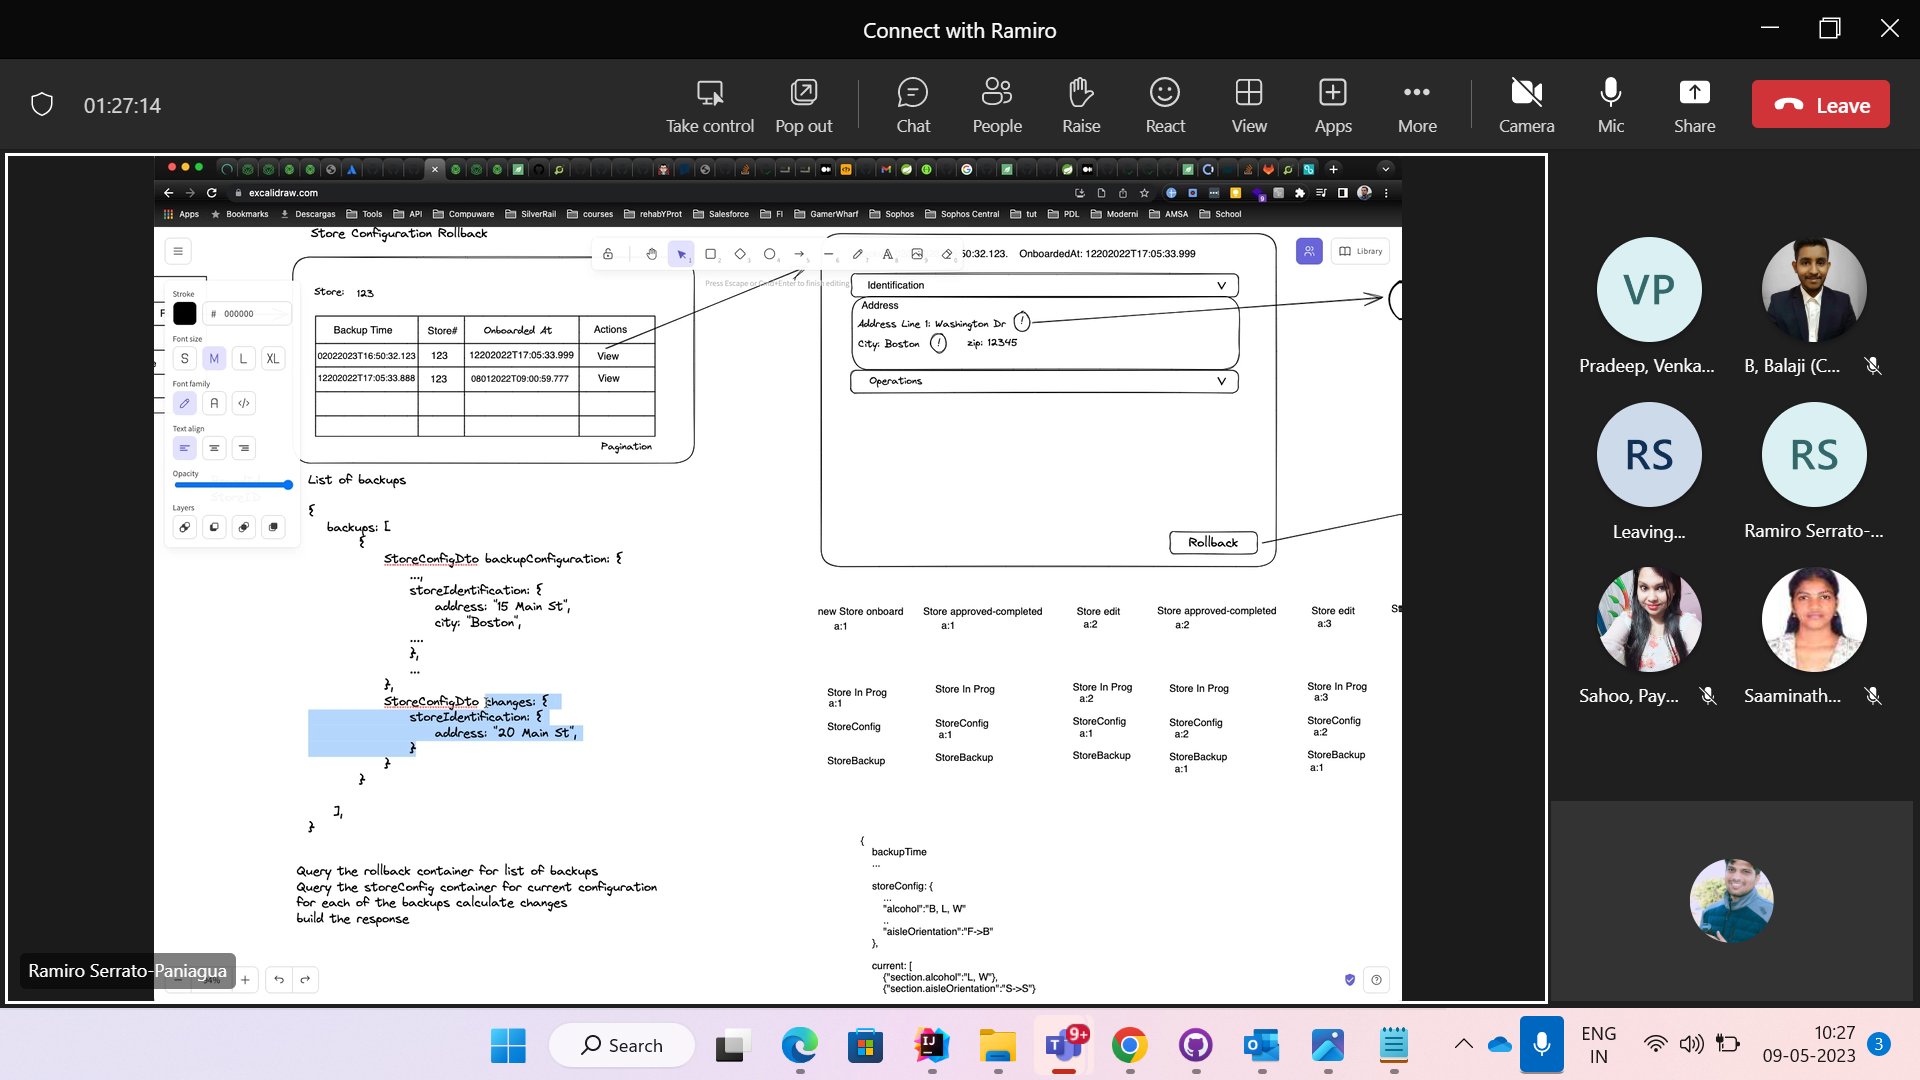 Connect with Ramiro
01:27:14
Take control
Pop out
Chat
People
Raise
React
View
Apps
More
Camera
Mic
Share
Leave
excalidraw.com
Apps
Bookmarks
Descargas
Tools
API
Compuware
SilverRail
courses
rehabYProt
Salesforce
FI
GamerWharf
Sophos
Sophos Central
tut
PDL
Moderni
AMSA
School
Store Configuration Rollback
Press Escape or Cmd+Enter to finish editing
Library
Stroke
# 000000
Font size
S M L XL
Font family
Text align
Opacity
Layers
Store: 123
Backup Time Store# Onboarded At Actions
02022023T16:50:32.123 123 12202022T17:05:33.999 View
12202022T17:05:33.888 123 08012022T09:00:59.777 View
Pagination
50:32.123. OnboardedAt: 12202022T17:05:33.999
Identification V
Address
Address Line 1: Washington Dr !
City: Boston ! zip: 12345
Operations V
Rollback
List of backups
{
backups: [
{
StoreConfigDto backupConfiguration: {
...,
storeIdentification: {
address: "15 Main St",
city: "Boston",
....
},
...
},
StoreConfigDto changes: {
storeIdentification: {
address: "20 Main St",
}
}
}
],
}
Query the rollback container for list of backups
Query the storeConfig container for current configuration
for each of the backups calculate changes
build the response
new Store onboard Store approved-completed Store edit Store approved-completed Store edit St
a:1 a:1 a:2 a:2 a:3
Store In Prog Store In Prog Store In Prog Store In Prog Store In Prog
a:1 a:2 a:3
StoreConfig StoreConfig StoreConfig StoreConfig StoreConfig
a:1 a:1 a:2 a:2
StoreBackup StoreBackup StoreBackup StoreBackup StoreBackup
a:1 a:1
{
backupTime
...
storeConfig: {
...
"alcohol":"B, L, W"
..
"aisleOrientation":"F->B"
},
current: [
{"section.alcohol":"L, W"},
{"section.aisleOrientation":"S->S"}
Ramiro Serrato-Paniagua
VP
Pradeep, Venka...
B, Balaji (C...
RS
Leaving...
RS
Ramiro Serrato-...
Sahoo, Pay...
Saaminath...
Search
9+
ENG
IN
10:27
09-05-2023
3